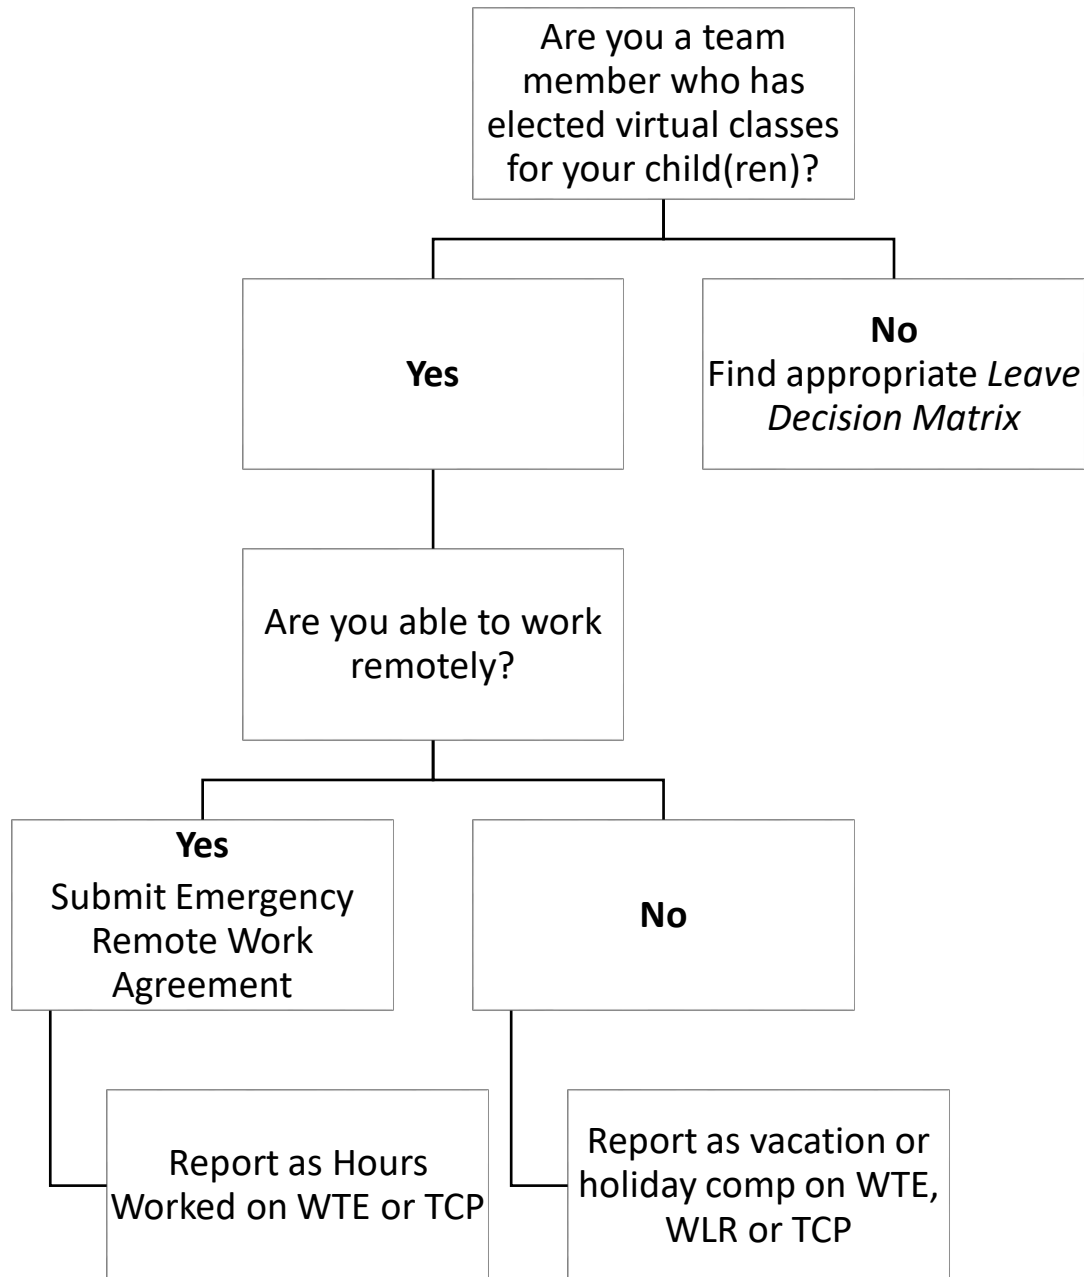 Are you a team
member who has
elected virtual classes
for your child(ren)?
Yes
No
Find appropriate Leave
Decision Matrix
Are you able to work
remotely?
Yes
Submit Emergency
Remote Work
Agreement
No
Report as Hours
Worked on WTE or TCP
Report as vacation or
holiday comp on WTE,
WLR or TCP